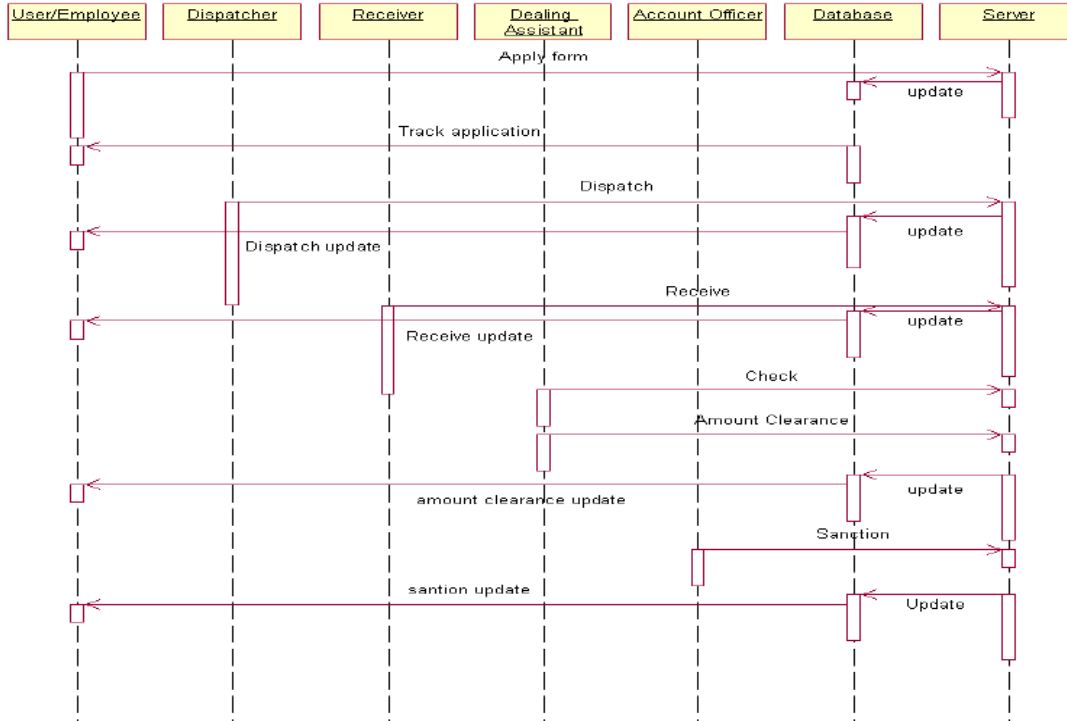 User/Employee
Dispatcher
Receiver
Dealing
Assistant
Account Officer
Database
Server
Apply form
update
Track application
Dispatch
update
Dispatch update
Receive
update
Receive update
Check
Amount Clearance
update
amount clearance update
Sanction
santion update
Update